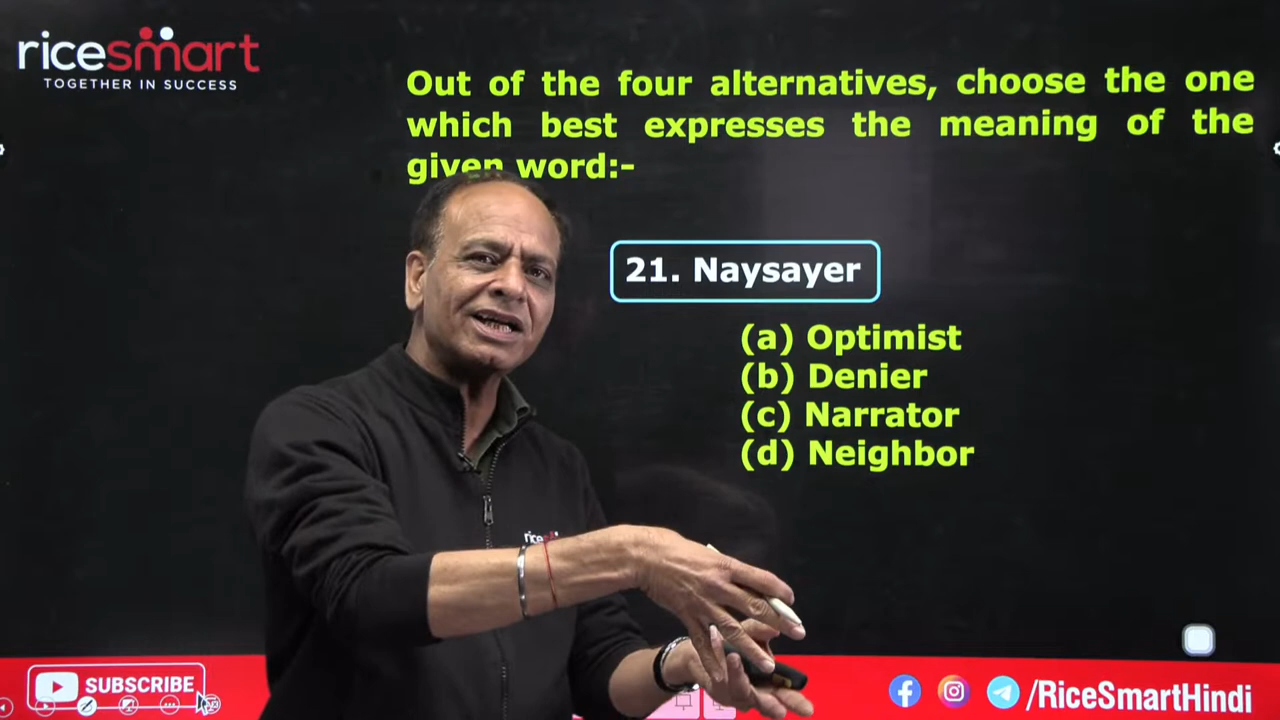 ricesmart
TOGETHER IN SUCCESS
Out of the four alternatives, choose the one
which best expresses the meaning of the
given word:-
21. Naysayer
(a) Optimist
(b) Denier
(c) Narrator
(d) Neighbor
SUBSCRIBE
/RiceSmartHindi